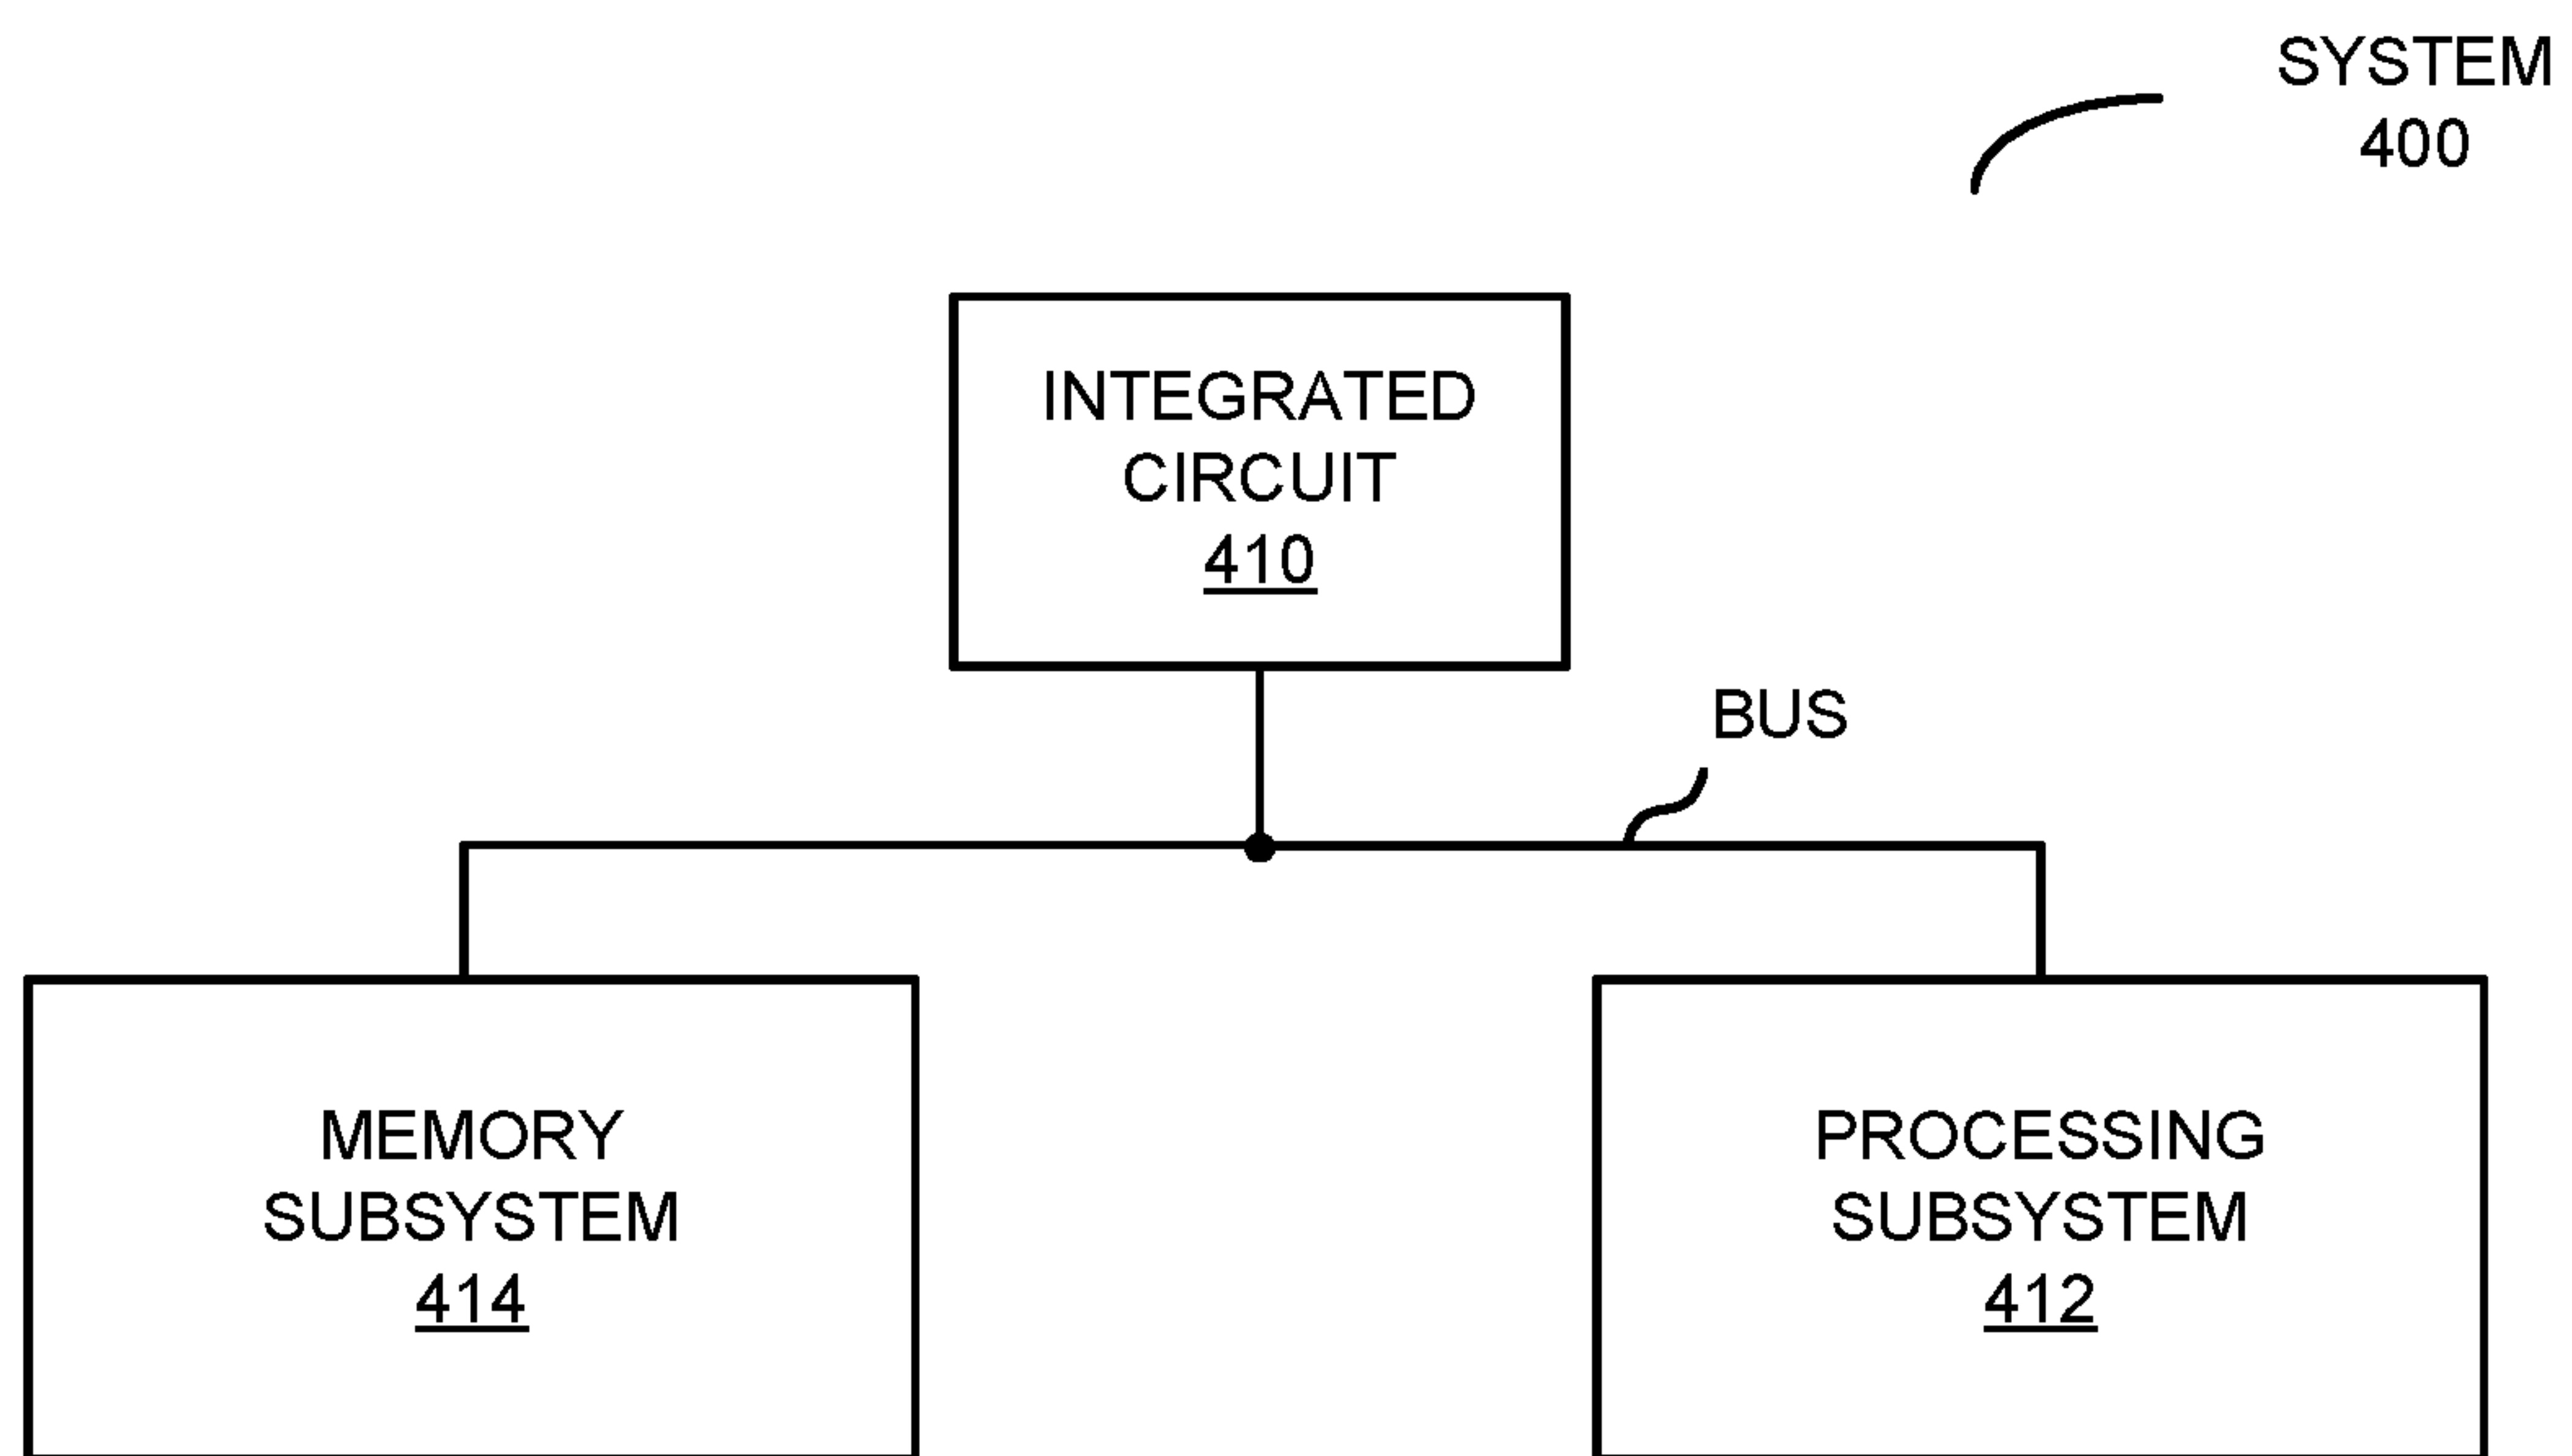 SYSTEM
400
INTEGRATED
CIRCUIT
410
BUS
MEMORY
SUBSYSTEM
414
PROCESSING
SUBSYSTEM
412